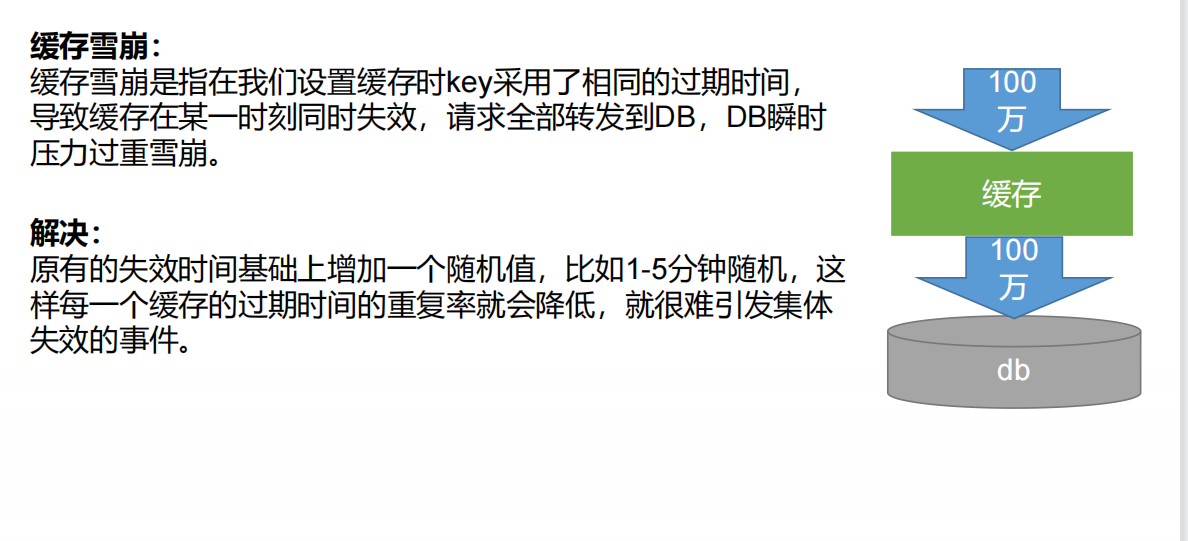 缓存雪崩：
缓存雪崩是指在我们设置缓存时key采用了相同的过期时间，
导致缓存在某一时刻同时失效，请求全部转发到DB，DB瞬时
压力过重雪崩。
解决：
原有的失效时间基础上增加一个随机值，比如1-5分钟随机，这
样每一个缓存的过期时间的重复率就会降低，就很难引发集体
失效的事件。
100
万
缓存
100
万
db